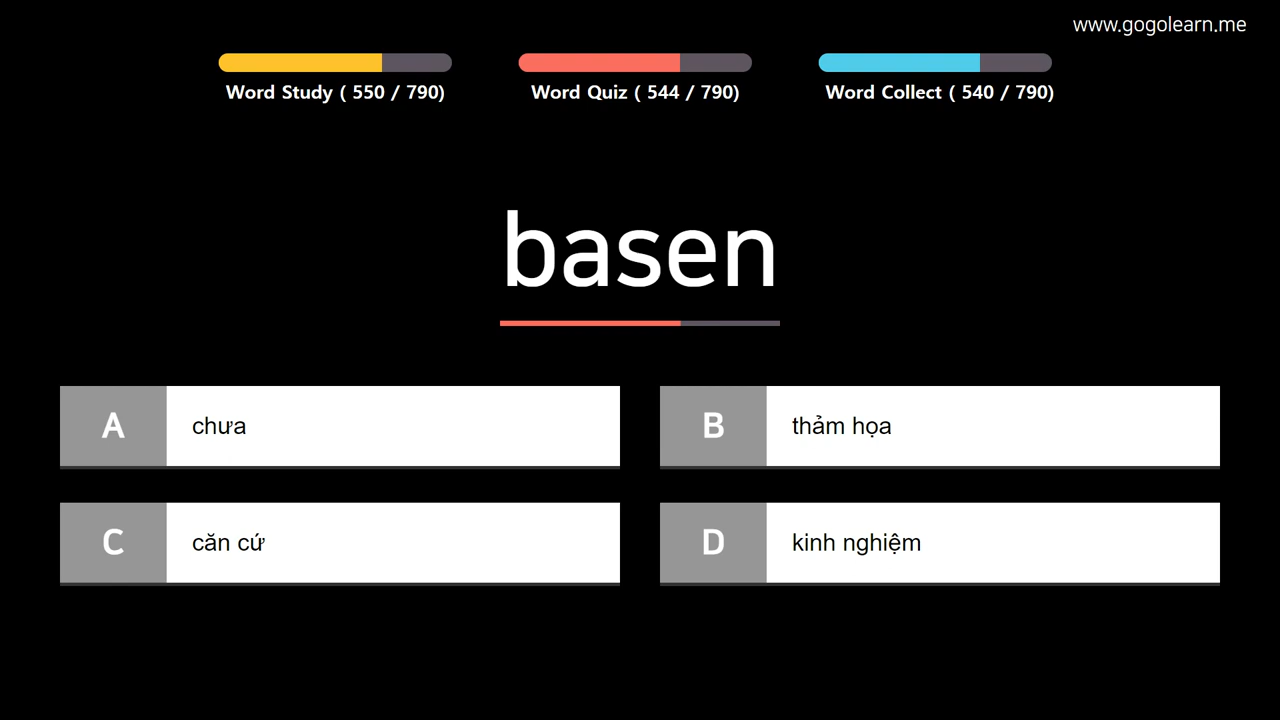 www.gogolearn.me
Word Study ( 550 / 790)
Word Quiz ( 544 / 790)
Word Collect ( 540 / 790)
basen
A chưa
B thảm họa
C căn cứ
D kinh nghiệm